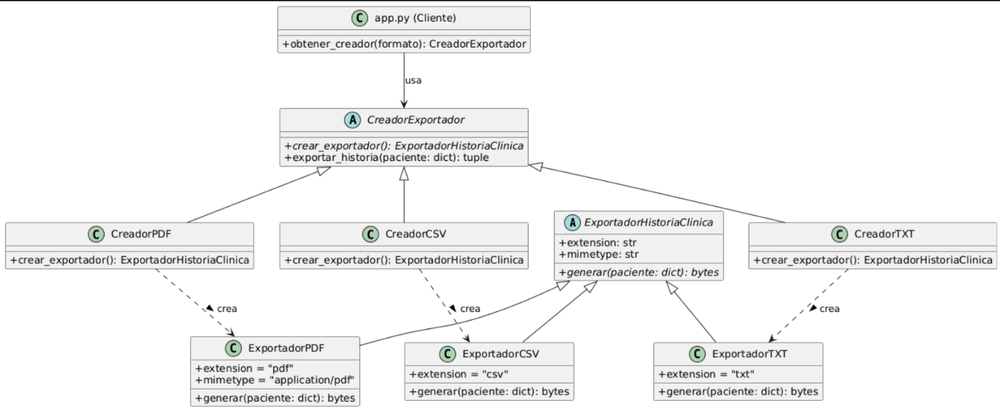 C app.py (Cliente)
+obtener_creador(formato): CreadorExportador
usa
A CreadorExportador
+crear_exportador(): ExportadorHistoriaClinica
+exportar_historia(paciente: dict): tuple
C CreadorPDF
+crear_exportador(): ExportadorHistoriaClinica
C CreadorCSV
+crear_exportador(): ExportadorHistoriaClinica
A ExportadorHistoriaClinica
+extension: str
+mimetype: str
+generar(paciente: dict): bytes
C CreadorTXT
+crear_exportador(): ExportadorHistoriaClinica
crea
crea
crea
C ExportadorPDF
+extension = "pdf"
+mimetype = "application/pdf"
+generar(paciente: dict): bytes
C ExportadorCSV
+extension = "csv"
+generar(paciente: dict): bytes
C ExportadorTXT
+extension = "txt"
+generar(paciente: dict): bytes